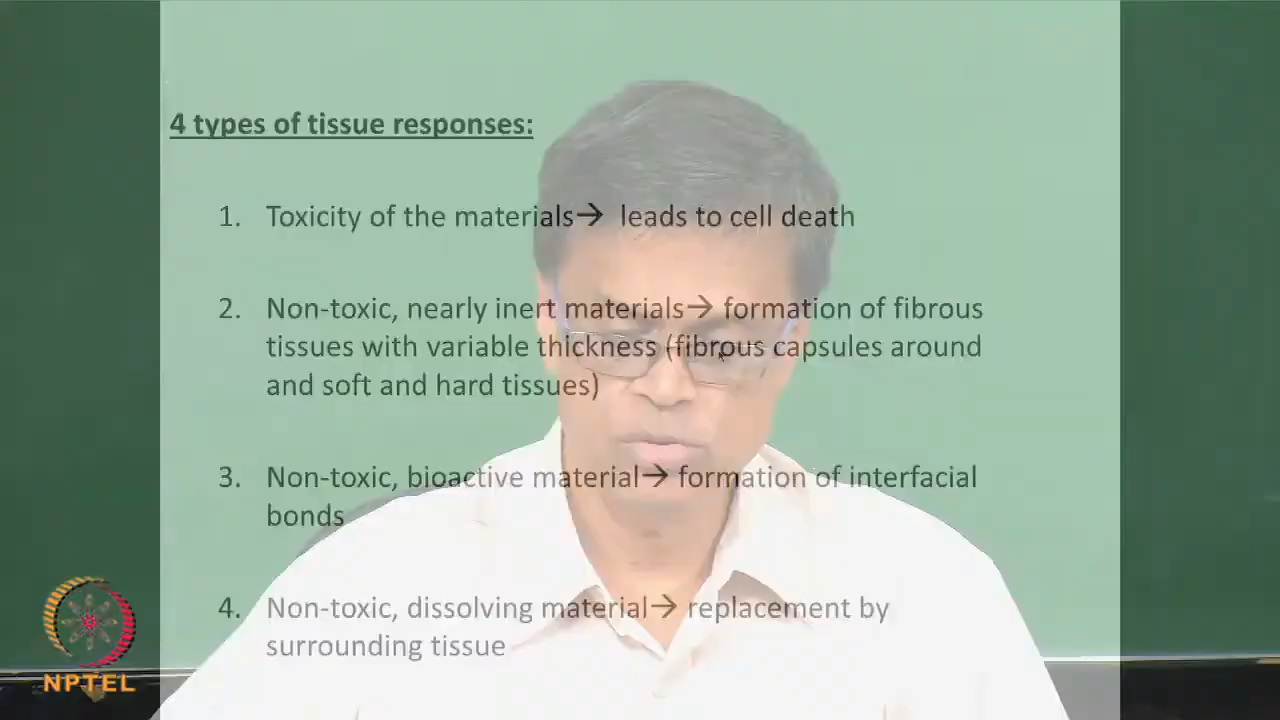 4 types of tissue responses:
1. Toxicity of the materials→ leads to cell death
2. Non-toxic, nearly inert materials→ formation of fibrous
tissues with variable thickness (fibrous capsules around
and soft and hard tissues)
3. Non-toxic, bioactive material→ formation of interfacial
bonds
4. Non-toxic, dissolving material→ replacement by
surrounding tissue
NPTEL